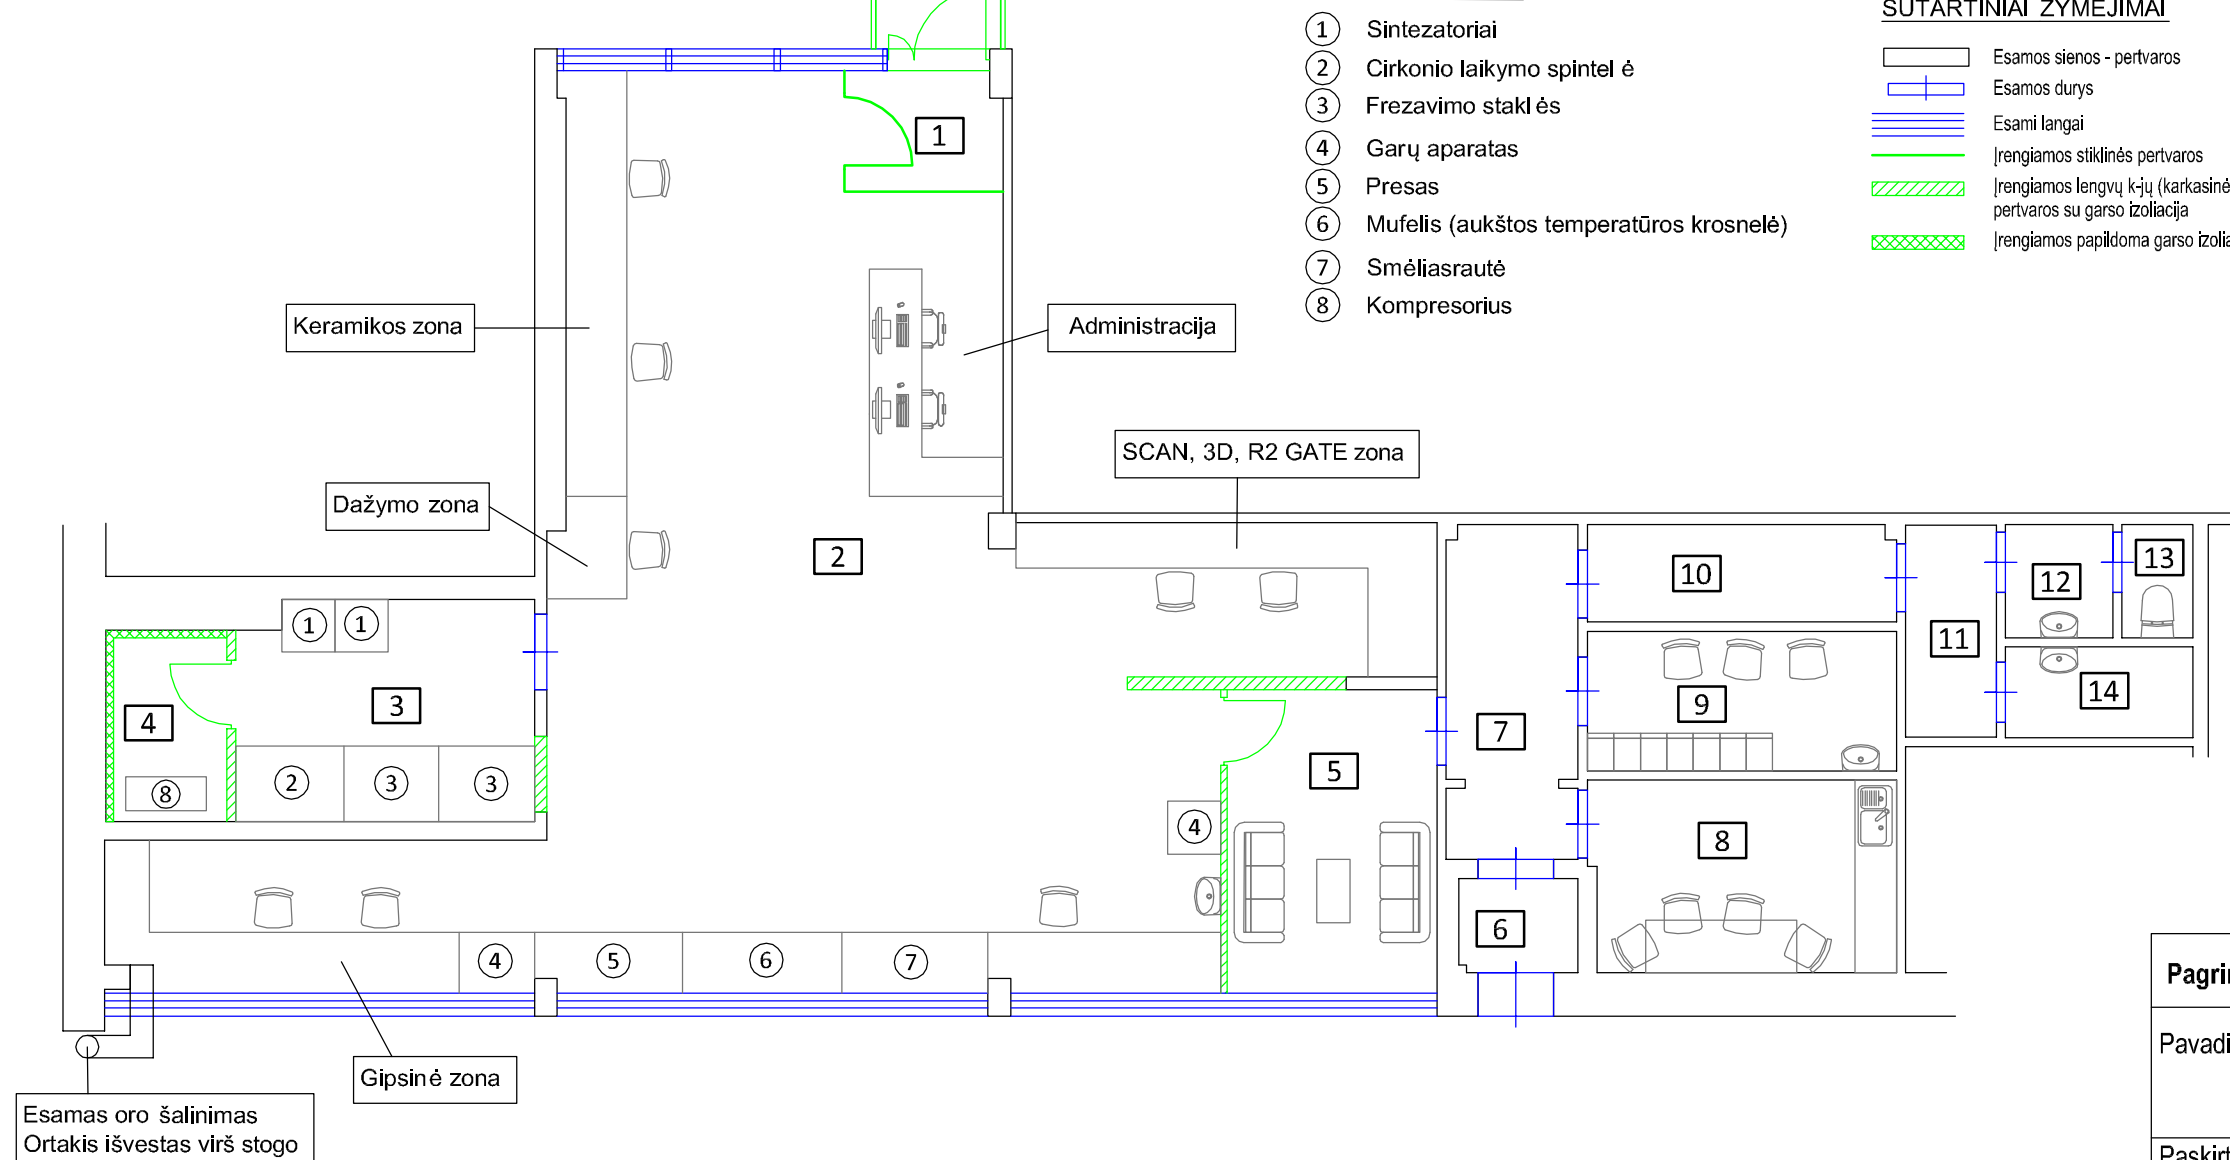 SUTARTINIAI ŽYMĖJIMAI
1 Sintezatoriai
2 Cirkonio laikymo spintel ė
3 Frezavimo staklės
4 Garų aparatas
5 Presas
6 Mufelis (aukštos temperatūros krosnelė)
7 Smėliasrautė
8 Kompresorius
Esamos sienos - pertvaros
Esamos durys
Esami langai
Įrengiamos stiklinės pertvaros
Įrengiamos lengvų k-jų (karkasinė
pertvaros su garso izoliacija
Įrengiamos papildoma garso izolia
1
Keramikos zona
Administracija
SCAN, 3D, R2 GATE zona
Dažymo zona
2
10
12
13
11
1
1
3
4
9
14
7
5
2
3
3
8
4
8
6
4
5
6
7
Gipsinė zona
Esamas oro šalinimas
Ortakis išvestas virš stogo
Pagrin
Pavadi
Paskirt